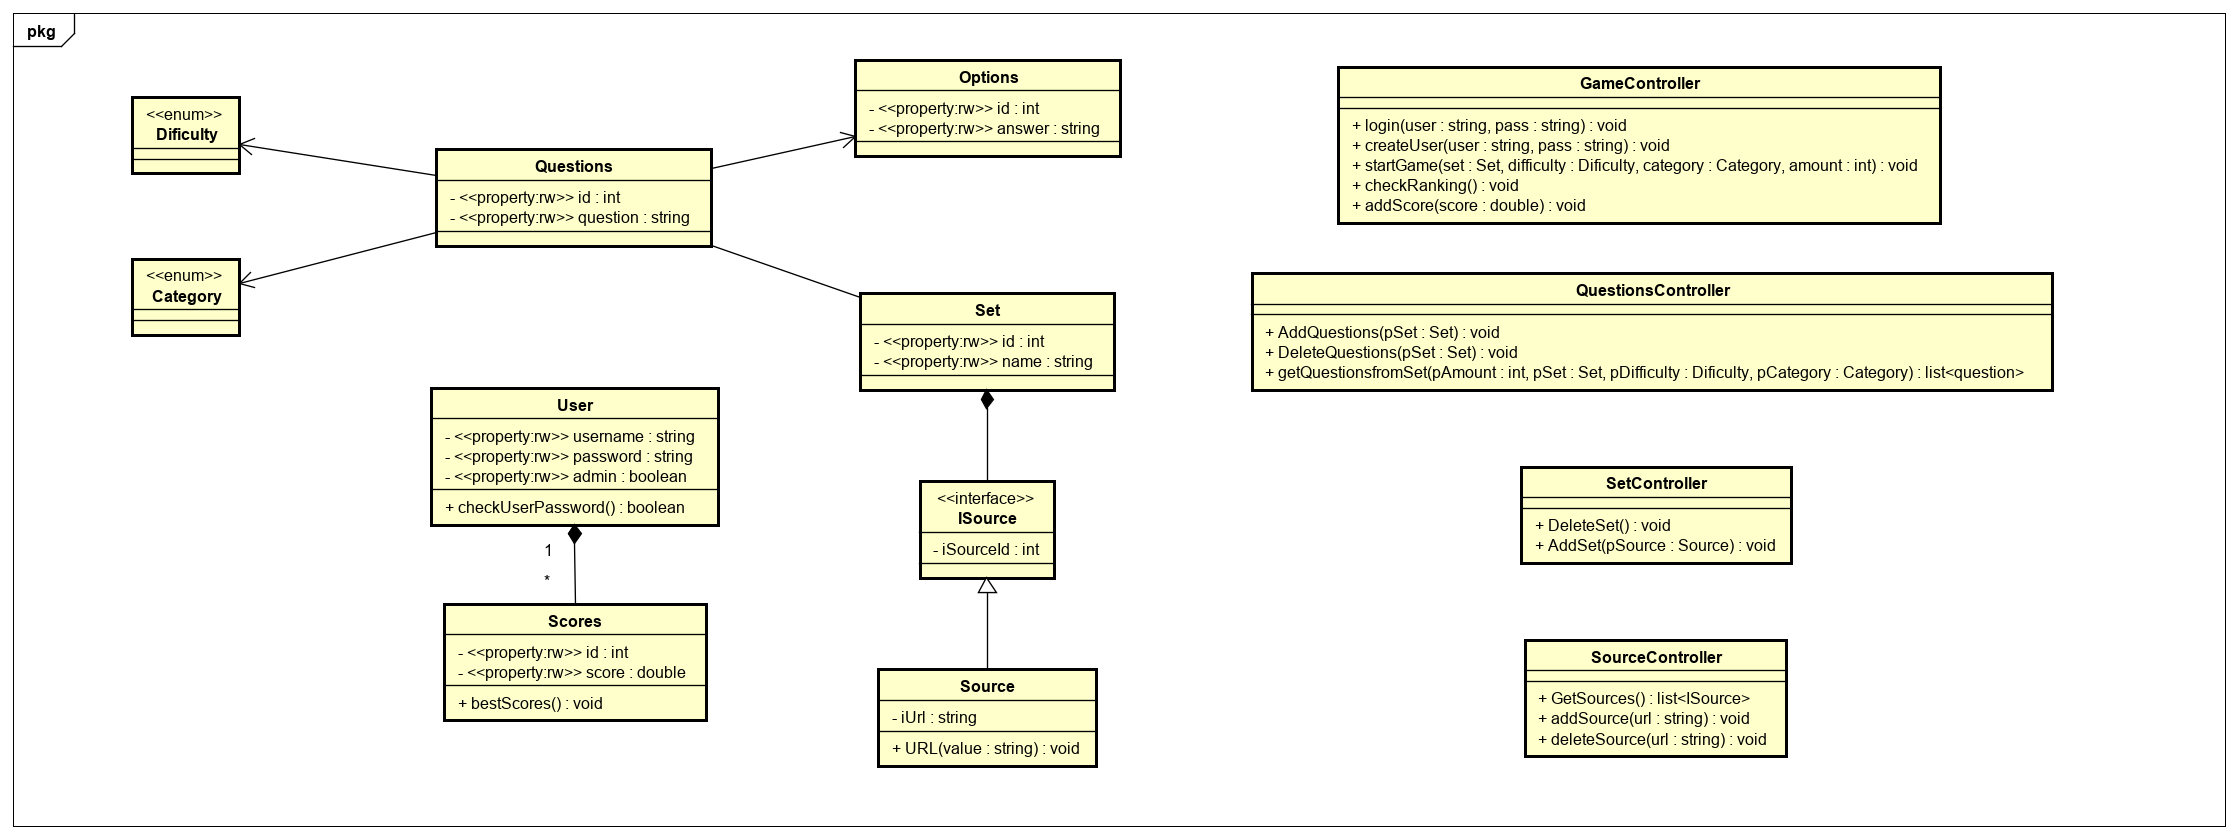 pkg
<<enum>>
Dificulty
<<enum>>
Category
Questions
- <<property:rw>> id : int
- <<property:rw>> question : string
Options
- <<property:rw>> id : int
- <<property:rw>> answer : string
Set
- <<property:rw>> id : int
- <<property:rw>> name : string
User
- <<property:rw>> username : string
- <<property:rw>> password : string
- <<property:rw>> admin : boolean
+ checkUserPassword() : boolean
1
*
Scores
- <<property:rw>> id : int
- <<property:rw>> score : double
+ bestScores() : void
<<interface>>
ISource
- iSourceId : int
Source
- iUrl : string
+ URL(value : string) : void
GameController
+ login(user : string, pass : string) : void
+ createUser(user : string, pass : string) : void
+ startGame(set : Set, difficulty : Dificulty, category : Category, amount : int) : void
+ checkRanking() : void
+ addScore(score : double) : void
QuestionsController
+ AddQuestions(pSet : Set) : void
+ DeleteQuestions(pSet : Set) : void
+ getQuestionsfromSet(pAmount : int, pSet : Set, pDifficulty : Dificulty, pCategory : Category) : list<question>
SetController
+ DeleteSet() : void
+ AddSet(pSource : Source) : void
SourceController
+ GetSources() : list<ISource>
+ addSource(url : string) : void
+ deleteSource(url : string) : void